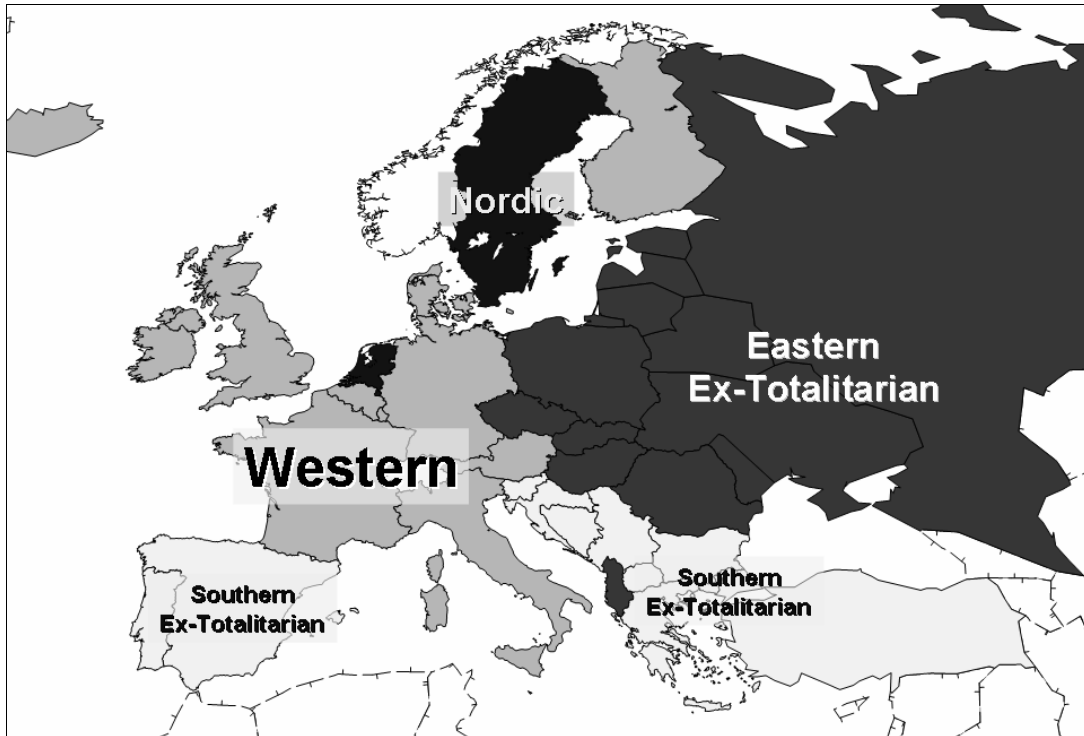 Nordic
Eastern
Ex-Totalitarian
Western
Southern
Ex-Totalitarian
Southern
Ex-Totalitarian